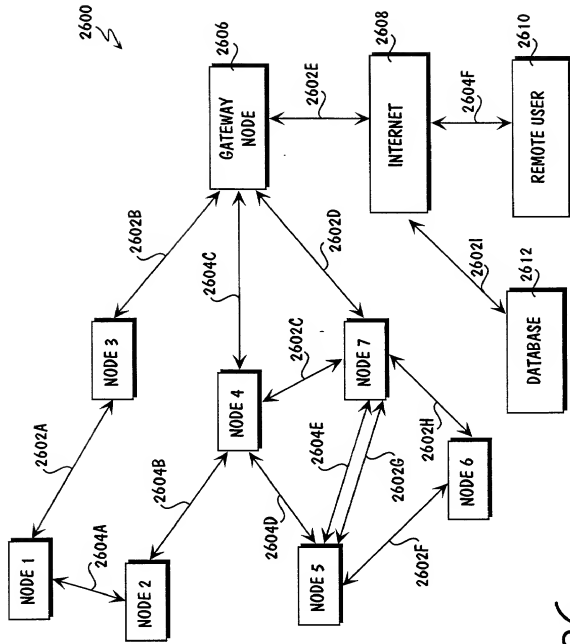 2600
2606
GATEWAY
NODE
2602E
2608
INTERNET
2604F
2610
REMOTE USER
2602B
2604C
2602D
2602I
2612
DATABASE
NODE 3
2602A
NODE 4
2602C
NODE 7
2604B
2604D
2604E
2602G
2602H
NODE 6
2602F
NODE 1
2604A
NODE 2
NODE 5